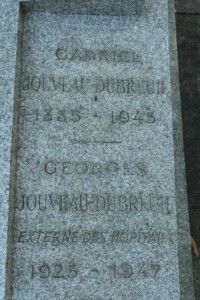 GABRIEL
JOUVEAU-DUBREUIL
1885 - 1945
GEORGES
JOUVEAU-DUBREUIL
EXTERNE DES HOPITAUX
1923 - 1947